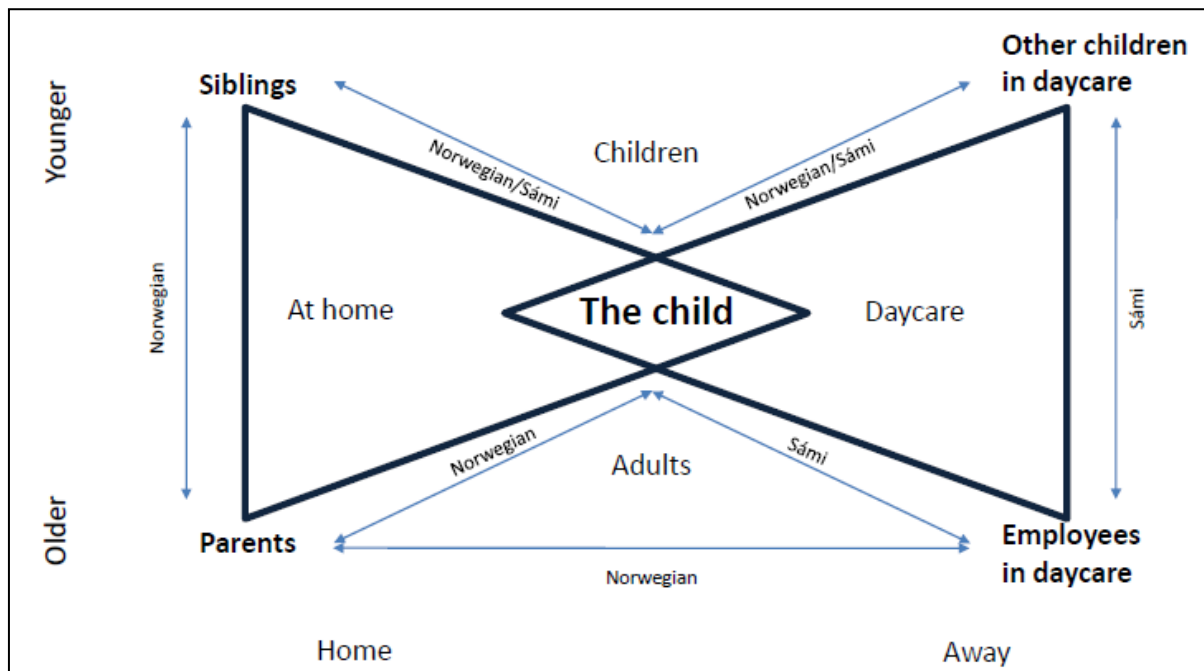 Other children
in daycare
Siblings
Younger
Norwegian/Sámi
Children
Norwegian/Sámi
Norwegian
At home
The child
Daycare
Sámi
Norwegian
Adults
Sámi
Older
Parents
Employees
in daycare
Norwegian
Home
Away